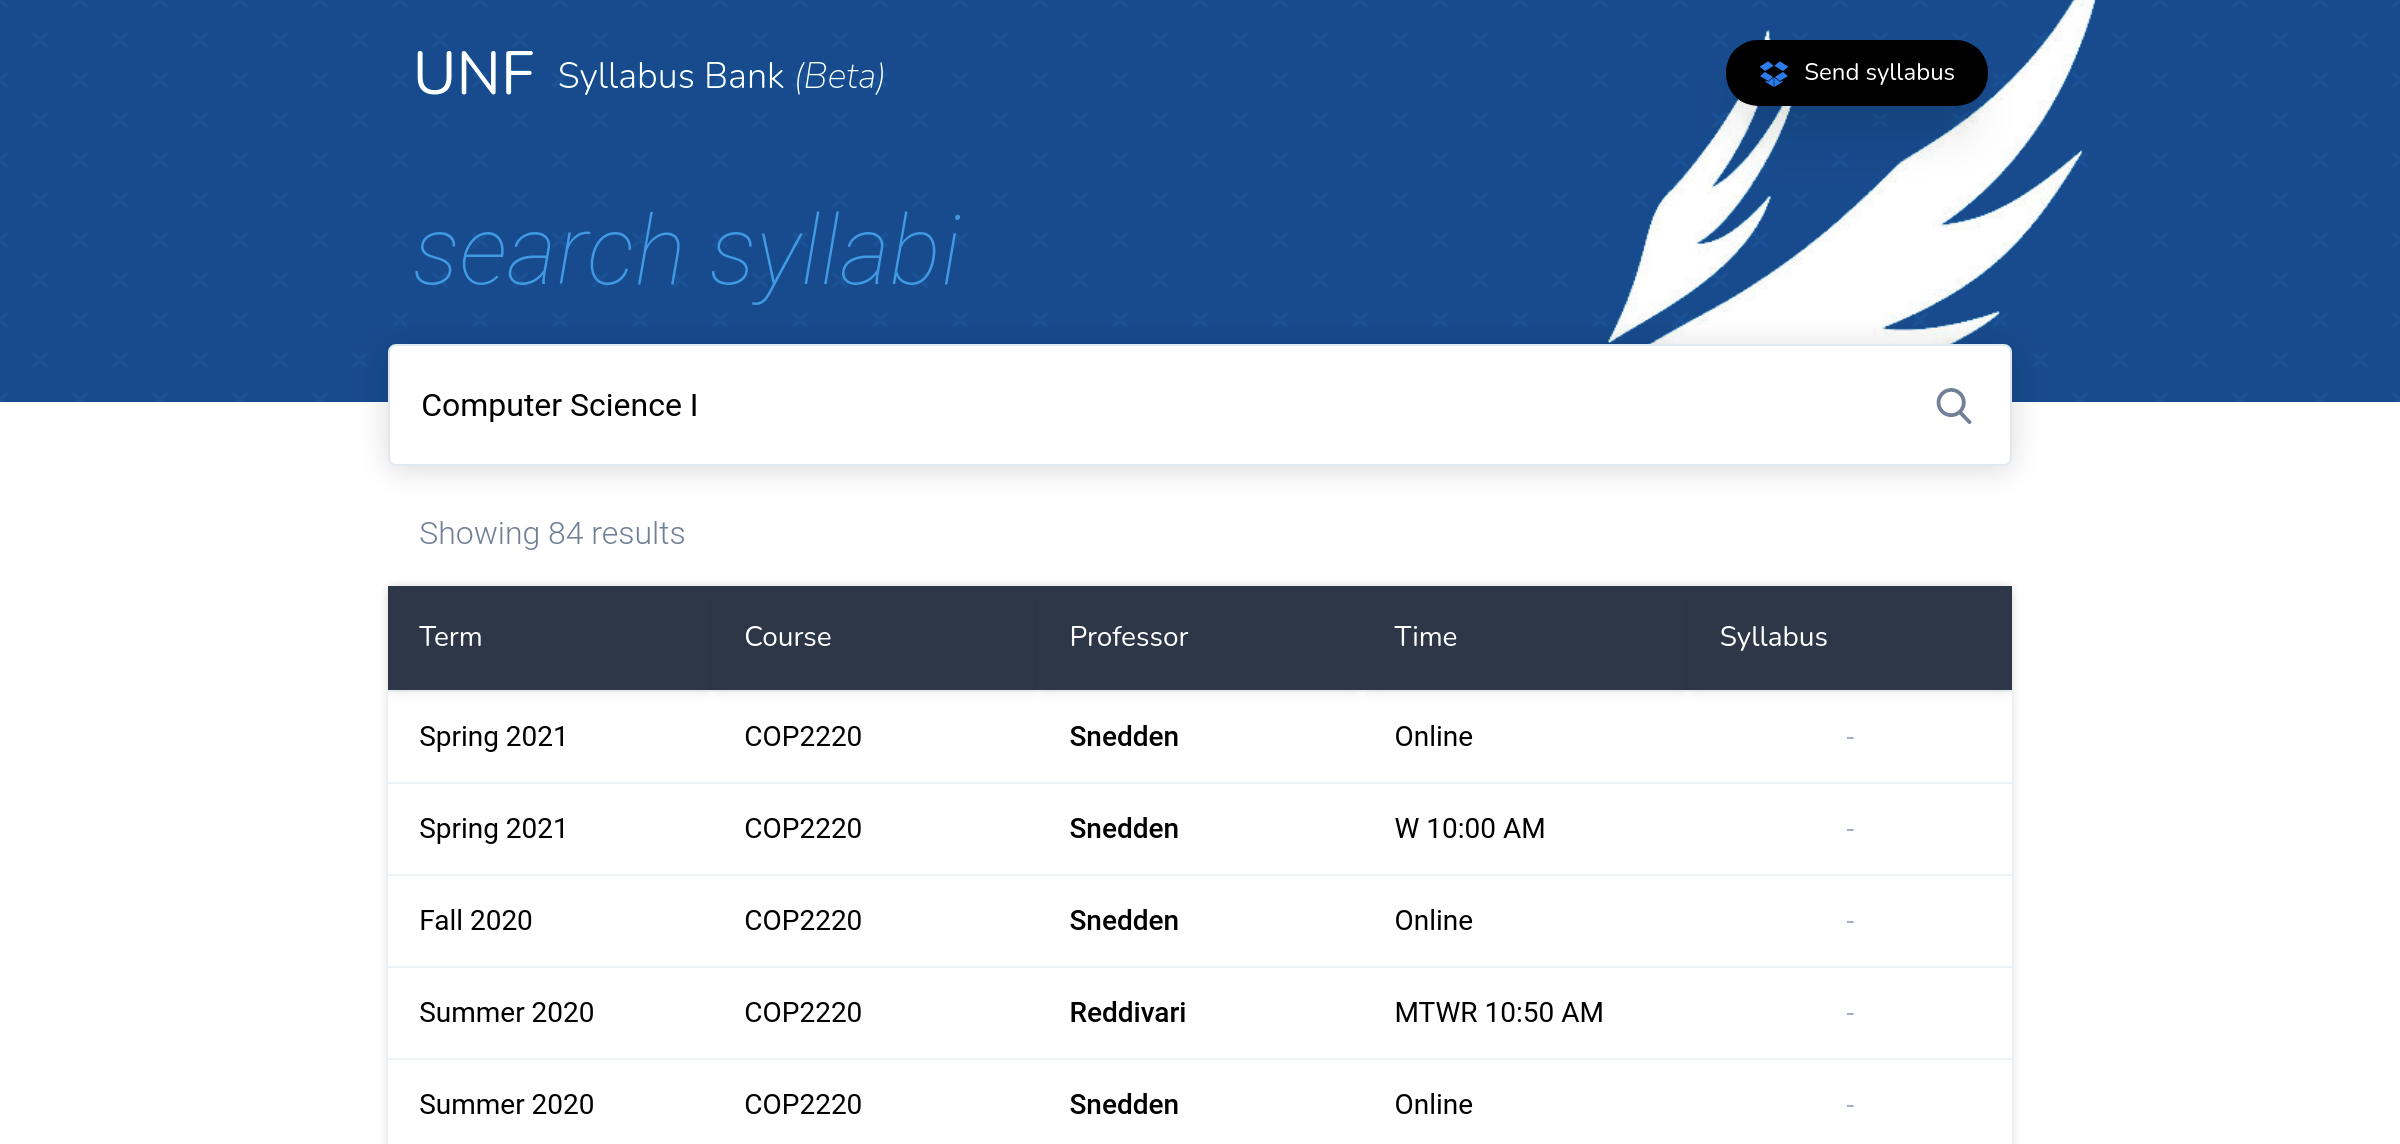 UNF Syllabus Bank (Beta)
Send syllabus
search syllabi
Computer Science I
Showing 84 results
Term Course Professor Time Syllabus
Spring 2021 COP2220 Snedden Online -
Spring 2021 COP2220 Snedden W 10:00 AM -
Fall 2020 COP2220 Snedden Online -
Summer 2020 COP2220 Reddivari MTWR 10:50 AM -
Summer 2020 COP2220 Snedden Online -